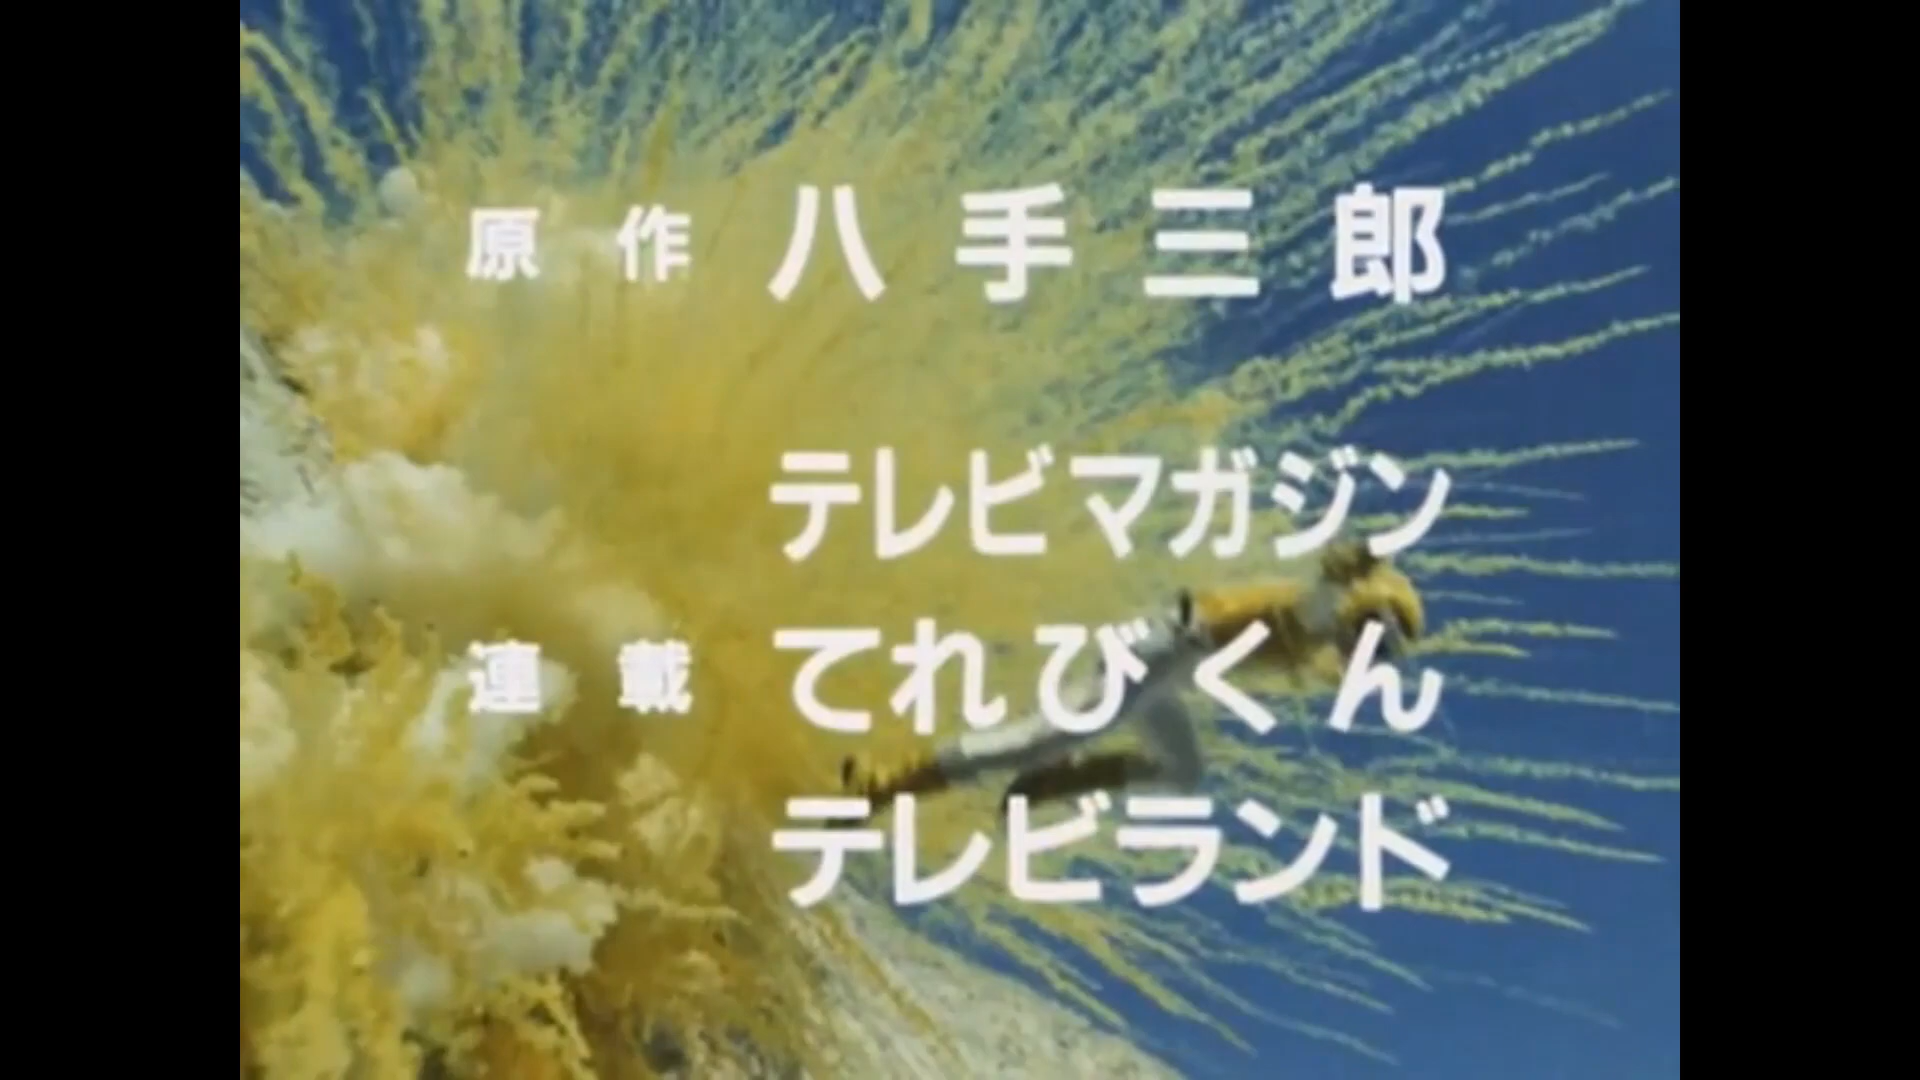 原作 八手三郎
テレビマガジン
連載 てれびくん
テレビランド